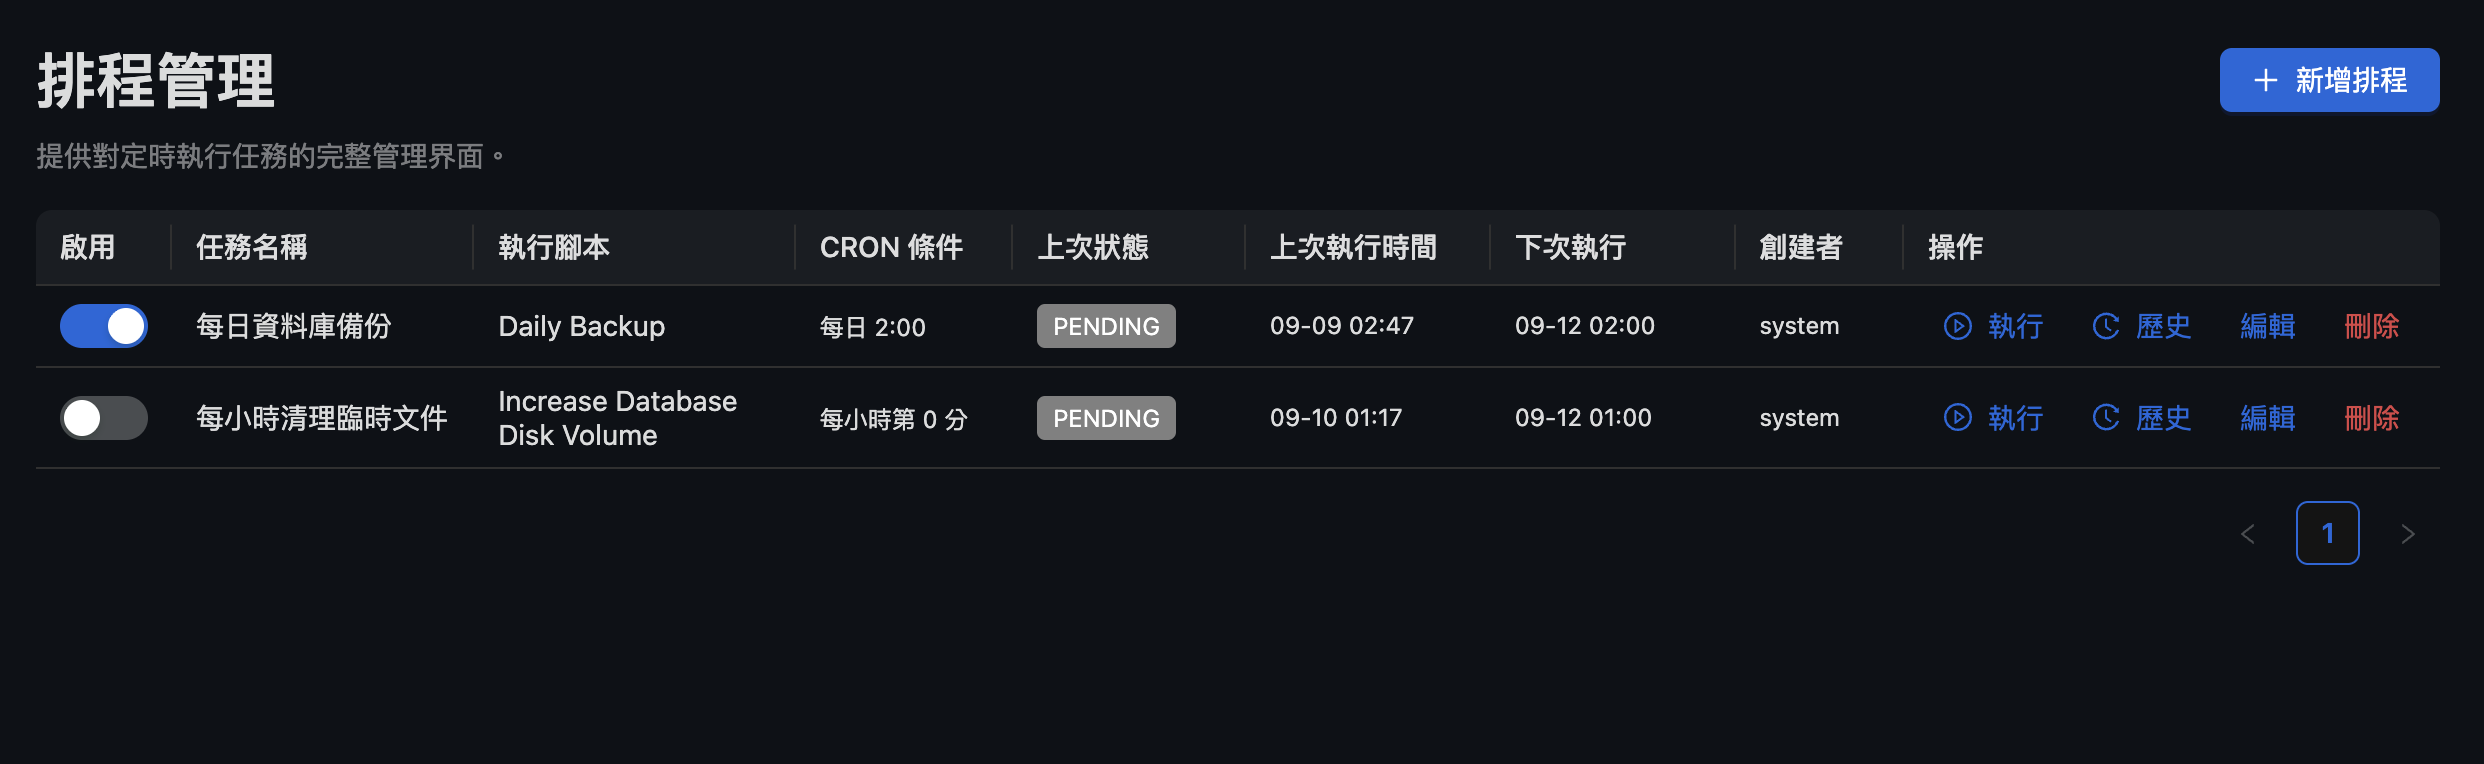 排程管理
+ 新增排程
提供對定時執行任務的完整管理界面。
啟用 任務名稱 執行腳本 CRON 條件 上次狀態 上次執行時間 下次執行 創建者 操作
每日資料庫備份 Daily Backup 每日 2:00 PENDING 09-09 02:47 09-12 02:00 system 執行 歷史 編輯 刪除
每小時清理臨時文件 Increase Database Disk Volume 每小時第 0 分 PENDING 09-10 01:17 09-12 01:00 system 執行 歷史 編輯 刪除
< 1 >